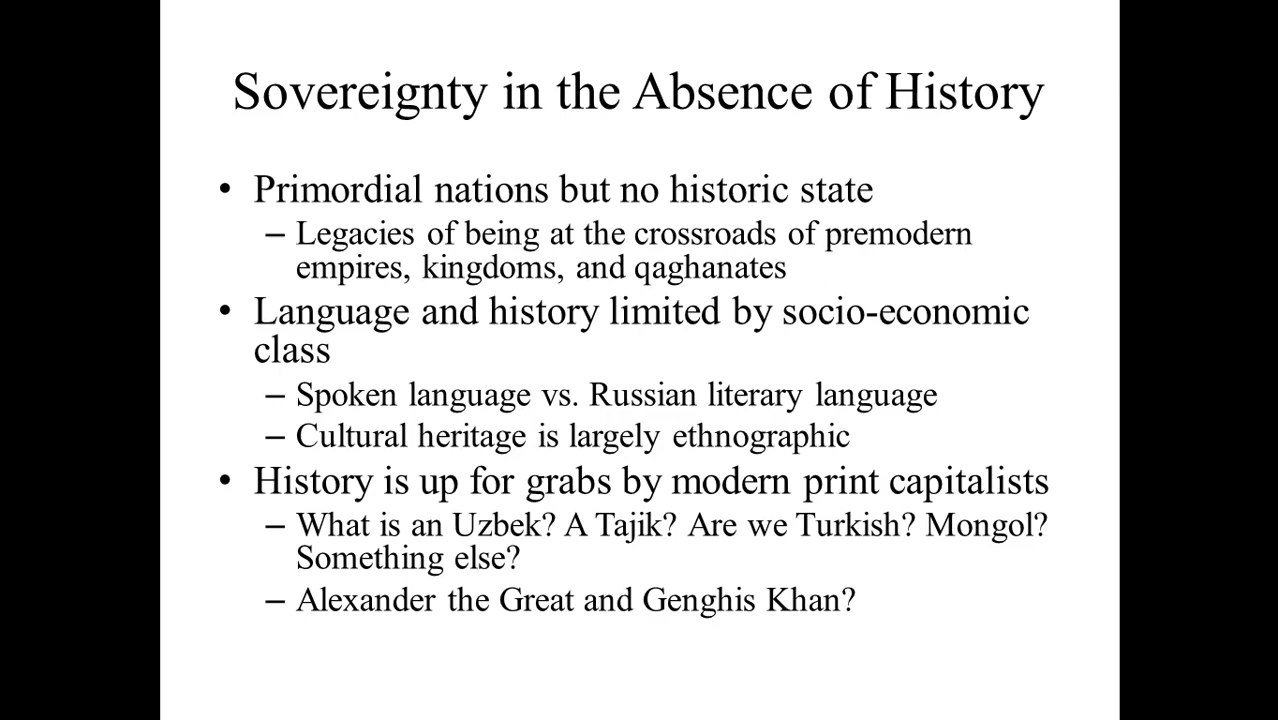 Sovereignty in the Absence of History
• Primordial nations but no historic state
– Legacies of being at the crossroads of premodern
empires, kingdoms, and qaghanates
• Language and history limited by socio-economic
class
– Spoken language vs. Russian literary language
– Cultural heritage is largely ethnographic
• History is up for grabs by modern print capitalists
– What is an Uzbek? A Tajik? Are we Turkish? Mongol?
Something else?
– Alexander the Great and Genghis Khan?